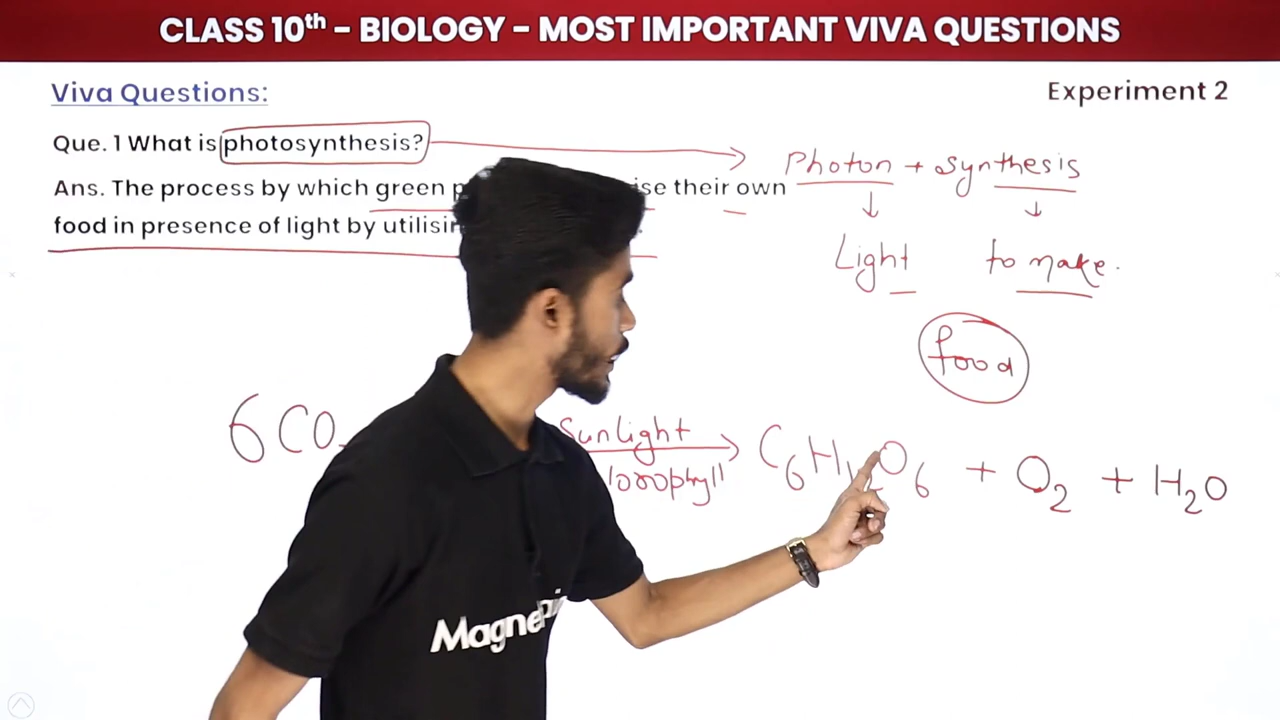 CLASS 10th – BIOLOGY – MOST IMPORTANT VIVA QUESTIONS
Viva Questions:
Experiment 2
Que. 1 What is photosynthesis?
Photon + Synthesis
Ans. The process by which green their own
food in presence of light by
Light to make.
food
6CO
Sunlight
C6H12O6 + O2 + H2O
Magne